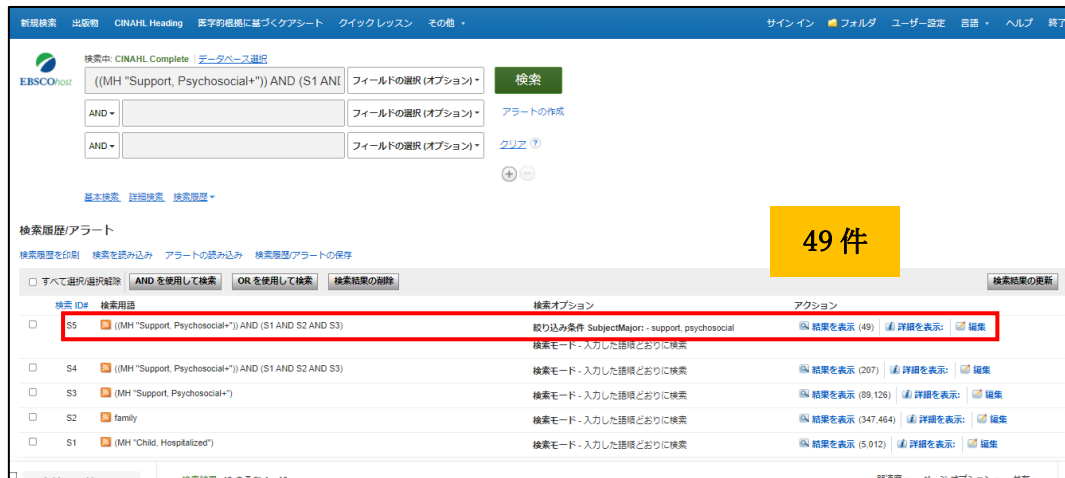 新規検索 出版物 CINAHL Heading 医学的根拠に基づくケアシート クイック レッスン その他 サイン イン フォルダ ユーザー設定 言語 ヘルプ 終了
検索中: CINAHL Complete データベース選択
EBSCOhost ((MH "Support, Psychosocial+")) AND (S1 AND フィールドの選択 (オプション) 検索
AND フィールドの選択 (オプション) アラートの作成
AND フィールドの選択 (オプション) クリア ?
基本検索 詳細検索 検索履歴
検索履歴/アラート
49 件
検索履歴を印刷 検索を読み込み アラートの読み込み 検索履歴/アラートの保存
すべて選択/選択解除 AND を使用して検索 OR を使用して検索 検索結果の削除 検索結果の更新
検索 ID# 検索用語 検索オプション アクション
S5 ((MH "Support, Psychosocial+")) AND (S1 AND S2 AND S3) 絞り込み条件 SubjectMajor: - support, psychosocial 結果を表示 (49) 詳細を表示: 編集
検索モード - 入力した語順どおりに検索
S4 ((MH "Support, Psychosocial+")) AND (S1 AND S2 AND S3) 検索モード - 入力した語順どおりに検索 結果を表示 (207) 詳細を表示: 編集
S3 (MH "Support, Psychosocial+") 検索モード - 入力した語順どおりに検索 結果を表示 (89,126) 詳細を表示: 編集
S2 family 検索モード - 入力した語順どおりに検索 結果を表示 (347,464) 詳細を表示: 編集
S1 (MH "Child, Hospitalized") 検索モード - 入力した語順どおりに検索 結果を表示 (5,012) 詳細を表示: 編集